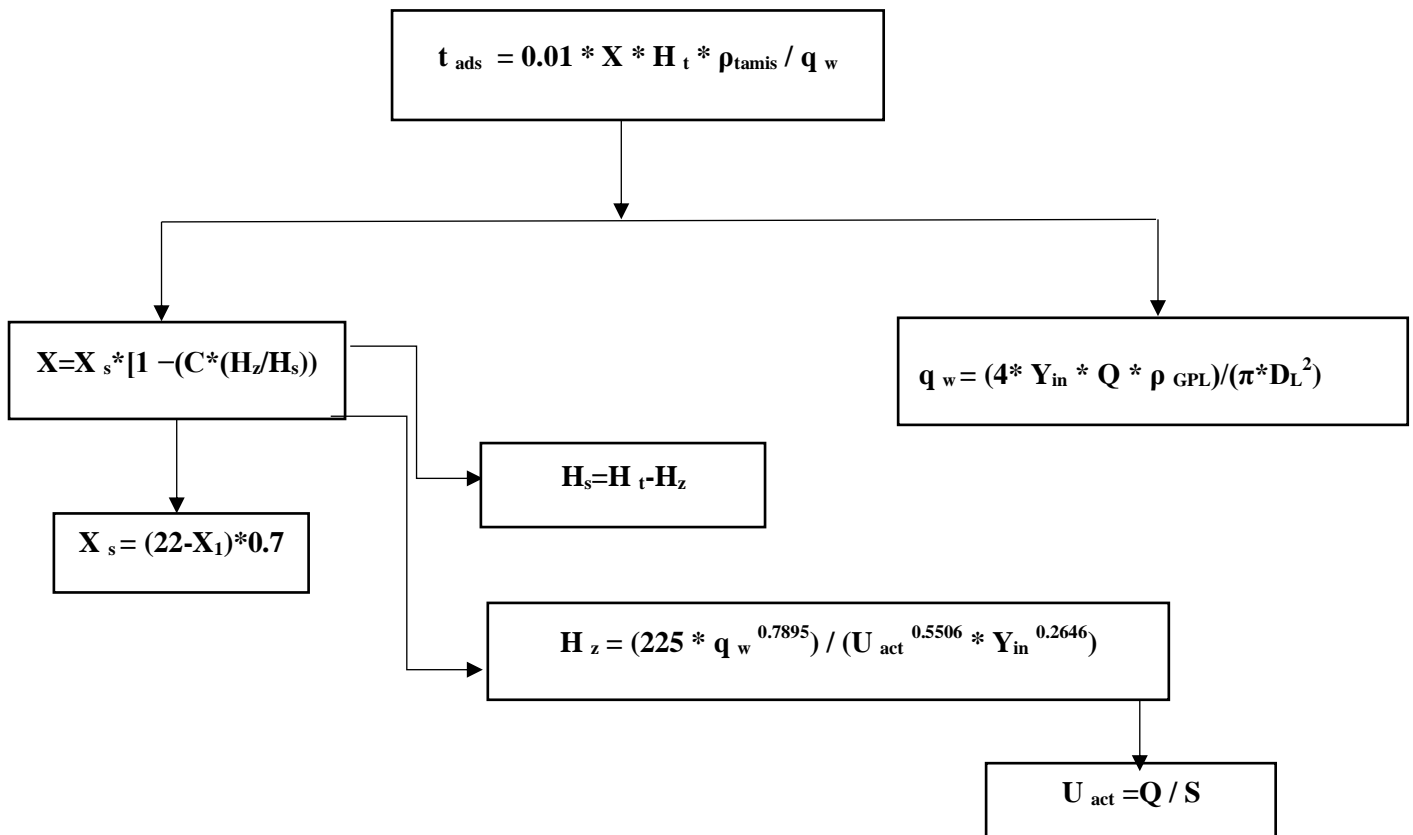 t ads = 0.01 * X * H t * ρtamis / q w
X=X s*[1 −(C*(Hz/Hs))
q w = (4* Yin * Q * ρ GPL)/(π*DL2)
Hs=H t-Hz
X s = (22-X1)*0.7
H z = (225 * q w 0.7895) / (U act 0.5506 * Yin 0.2646)
U act =Q / S